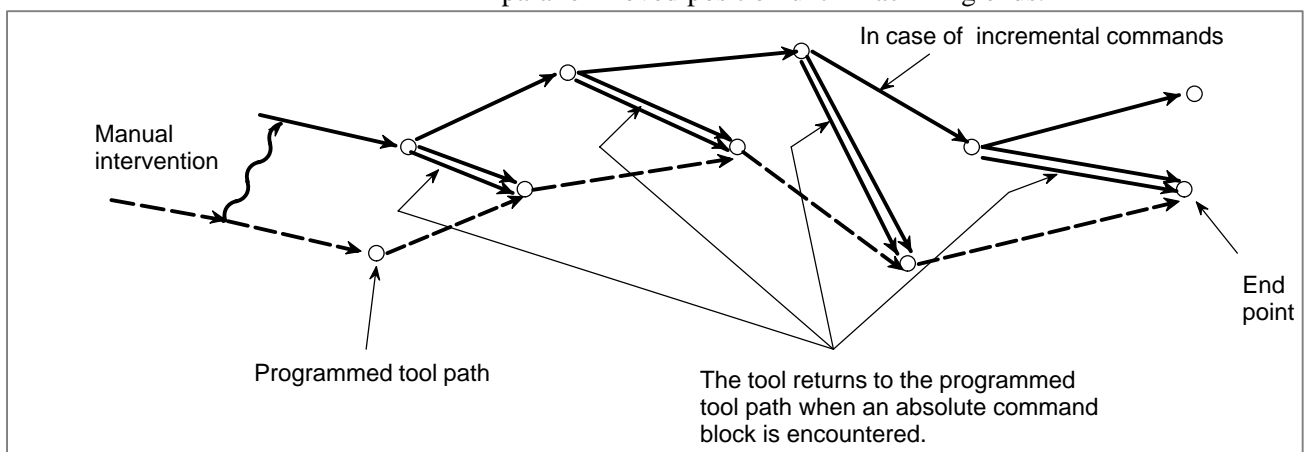 In case of incremental commands
Manual
intervention
End
point
Programmed tool path
The tool returns to the programmed
tool path when an absolute command
block is encountered.